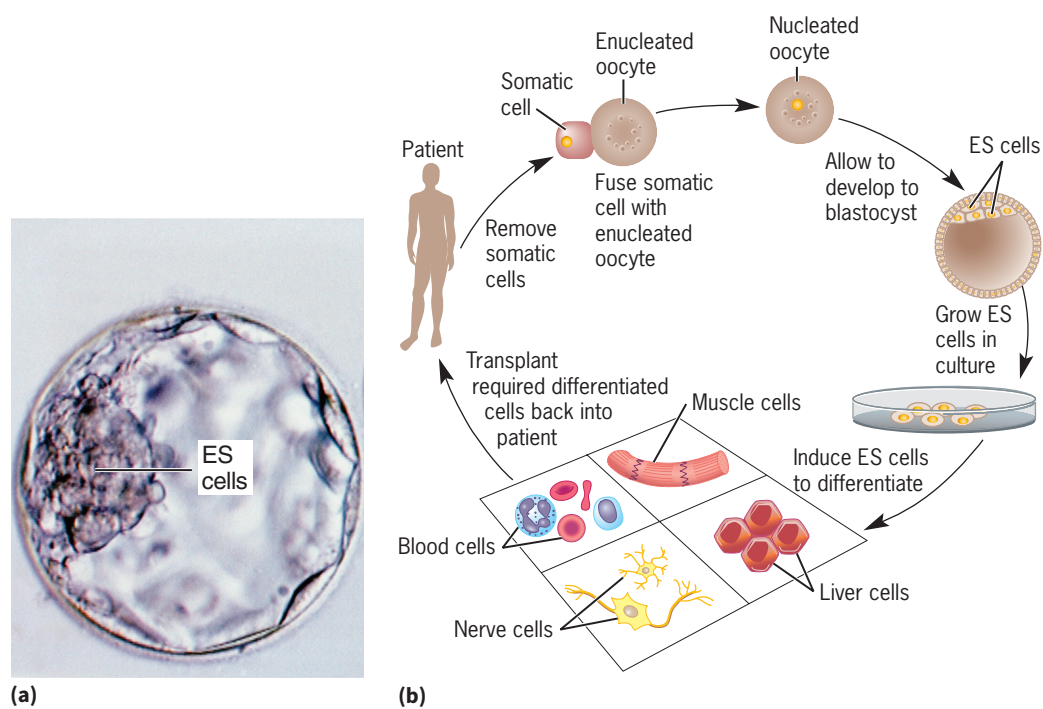 ES
cells
(a)
Patient
Remove
somatic
cells
Somatic
cell
Enucleated
oocyte
Fuse somatic
cell with
enucleated
oocyte
Nucleated
oocyte
Allow to
develop to
blastocyst
ES cells
Grow ES
cells in
culture
Induce ES cells
to differentiate
Muscle cells
Blood cells
Nerve cells
Liver cells
Transplant
required differentiated
cells back into
patient
(b)